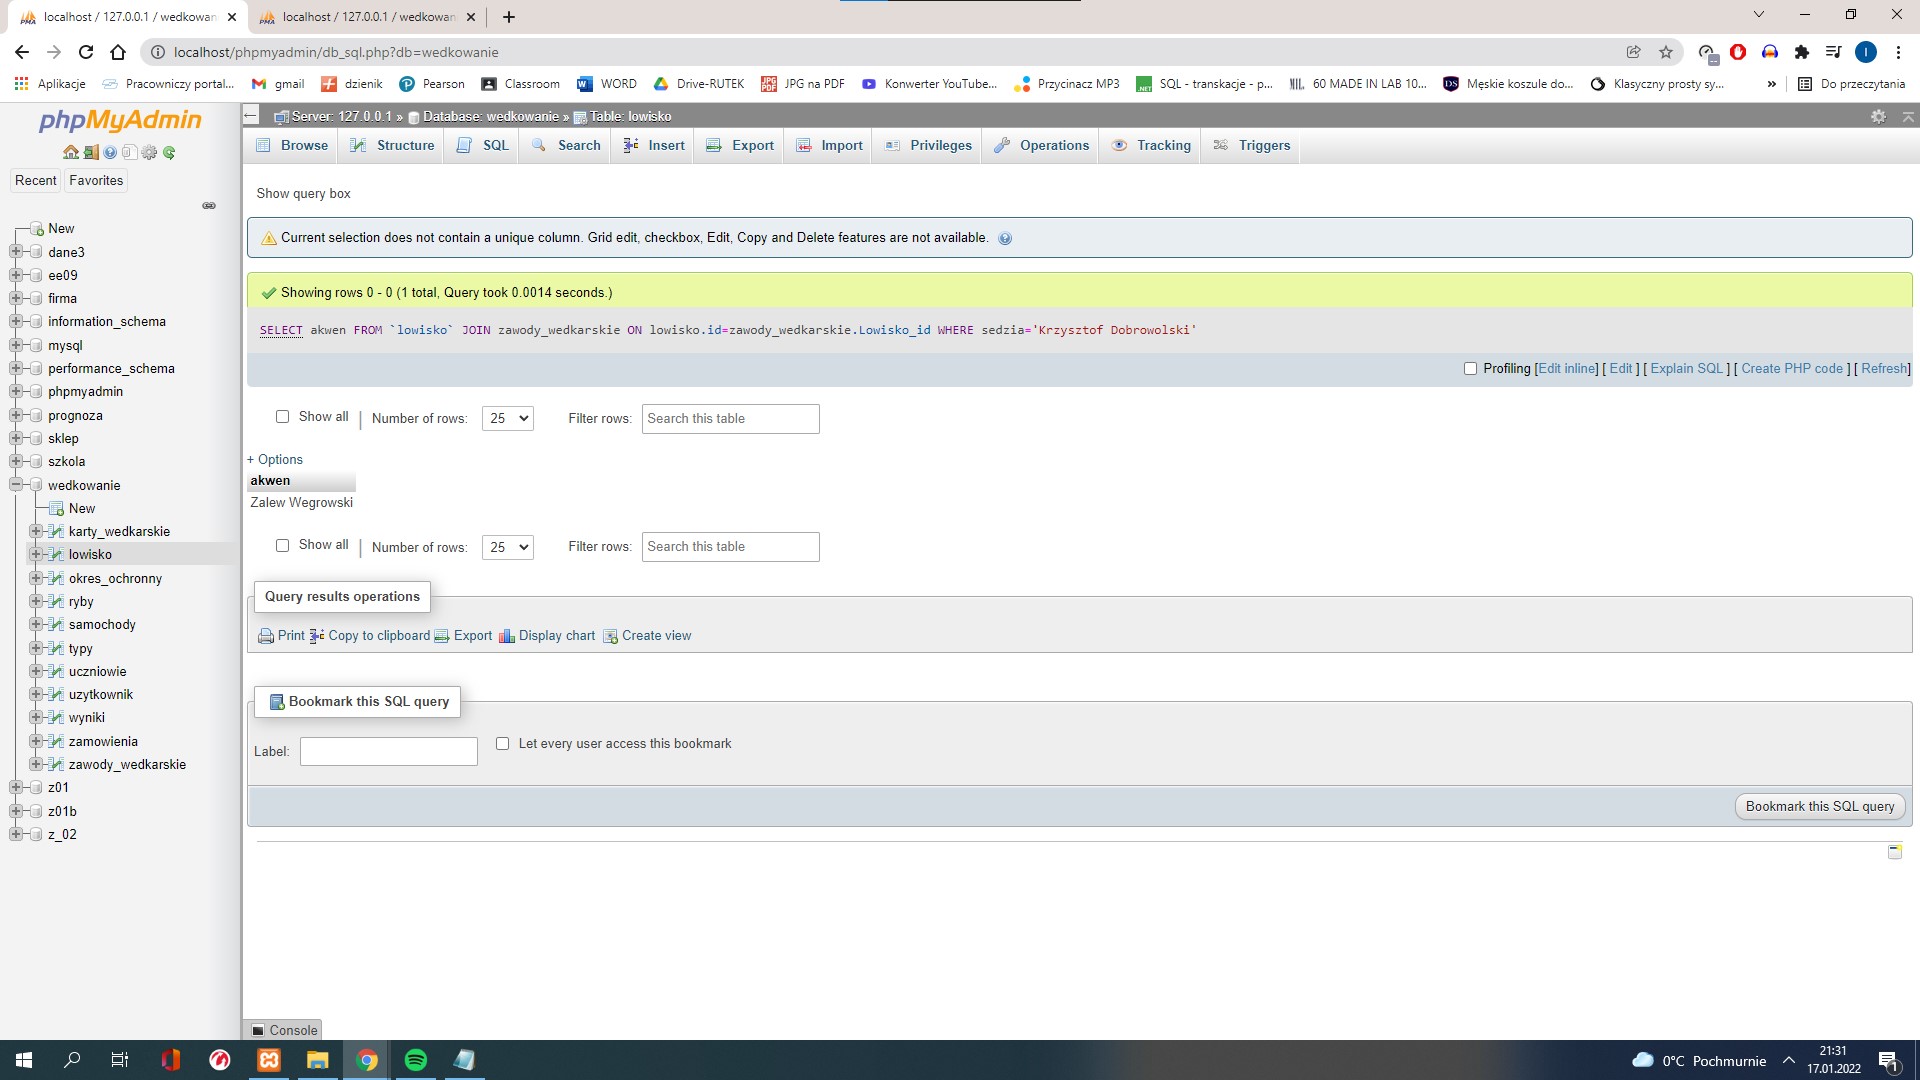 localhost / 127.0.0.1 / wedkowan
localhost / 127.0.0.1 / wedkowan
localhost/phpmyadmin/db_sql.php?db=wedkowanie
I
Aplikacje
Pracowniczy portal...
gmail
dzienik
Pearson
Classroom
WORD
Drive-RUTEK
JPG na PDF
Konwerter YouTube...
Przycinacz MP3
SQL - transkacje - p...
60 MADE IN LAB 10...
Męskie koszule do...
Klasyczny prosty sy...
»
Do przeczytania
phpMyAdmin
Recent
Favorites
New
dane3
ee09
firma
information_schema
mysql
performance_schema
phpmyadmin
prognoza
sklep
szkola
wedkowanie
New
karty_wedkarskie
lowisko
okres_ochronny
ryby
samochody
typy
uczniowie
uzytkownik
wyniki
zamowienia
zawody_wedkarskie
z01
z01b
z_02
Server: 127.0.0.1 » Database: wedkowanie » Table: lowisko
Browse
Structure
SQL
Search
Insert
Export
Import
Privileges
Operations
Tracking
Triggers
Show query box
Current selection does not contain a unique column. Grid edit, checkbox, Edit, Copy and Delete features are not available.
Showing rows 0 - 0 (1 total, Query took 0.0014 seconds.)
SELECT akwen FROM `lowisko` JOIN zawody_wedkarskie ON lowisko.id=zawody_wedkarskie.Lowisko_id WHERE sedzia='Krzysztof Dobrowolski'
Profiling [Edit inline] [ Edit ] [ Explain SQL ] [ Create PHP code ] [ Refresh]
Show all | Number of rows: 25 Filter rows: Search this table
+ Options
akwen
Zalew Wegrowski
Show all | Number of rows: 25 Filter rows: Search this table
Query results operations
Print Copy to clipboard Export Display chart Create view
Bookmark this SQL query
Label:
Let every user access this bookmark
Bookmark this SQL query
Console
0°C Pochmurnie
21:31
17.01.2022
1